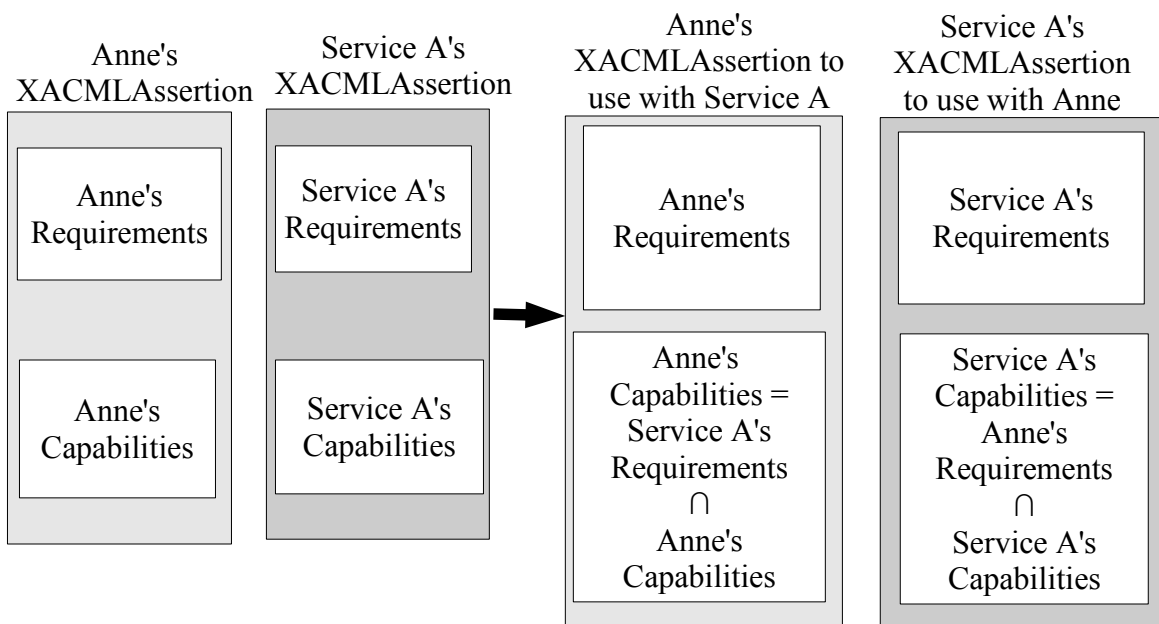 Anne's
XACMLAssertion
Anne's
Requirements
Anne's
Capabilities
Service A's
XACMLAssertion
Service A's
Requirements
Service A's
Capabilities
Anne's
XACMLAssertion to
use with Service A
Anne's
Requirements
Anne's
Capabilities =
Service A's
Requirements
∩
Anne's
Capabilities
Service A's
XACMLAssertion
to use with Anne
Service A's
Requirements
Service A's
Capabilities =
Anne's
Requirements
∩
Service A's
Capabilities